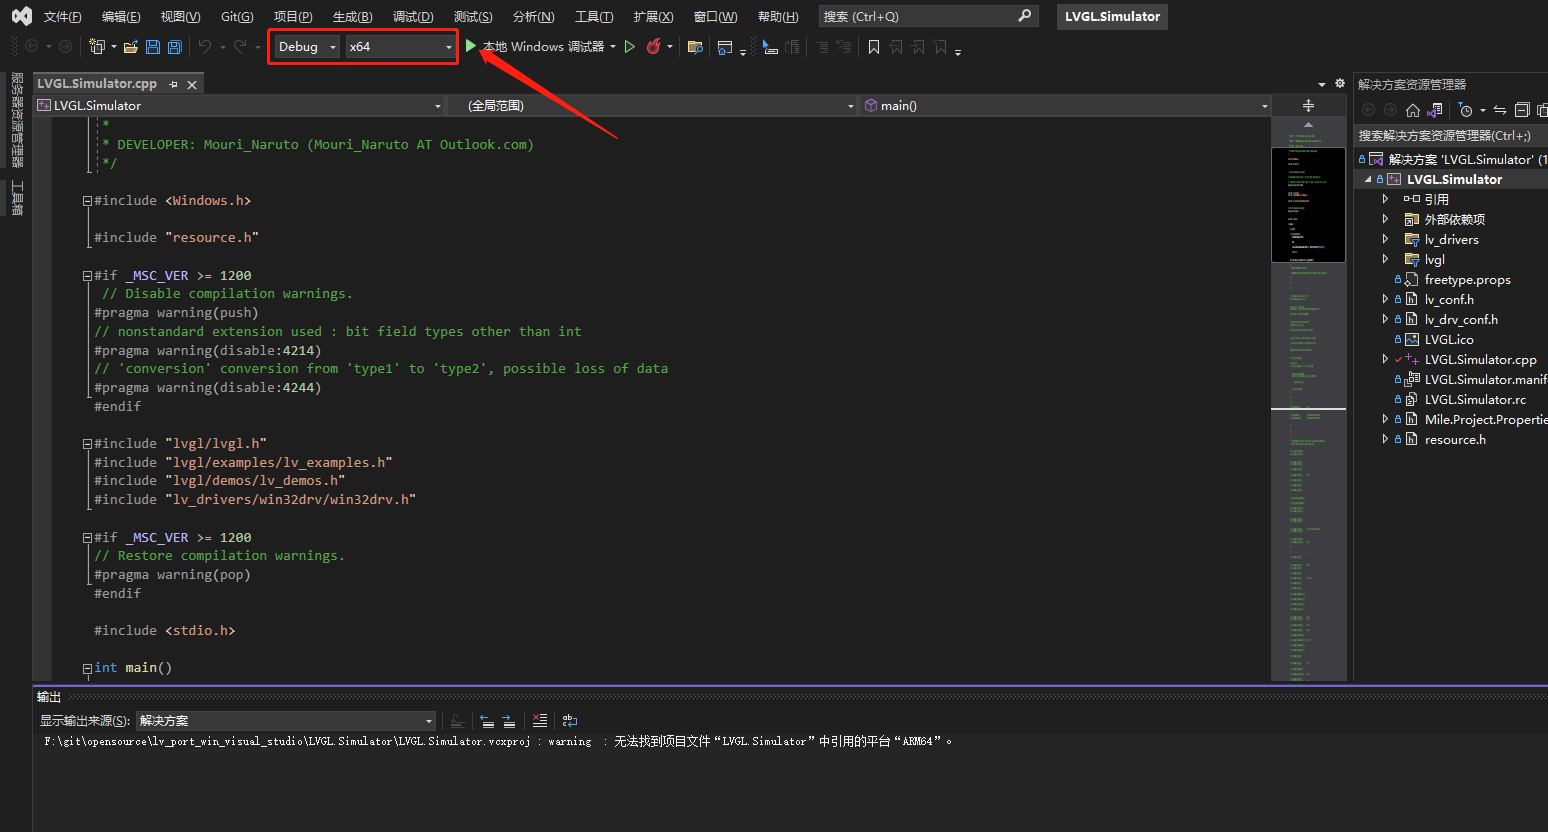 文件(F) 编辑(E) 视图(V) Git(G) 项目(P) 生成(B) 调试(D) 测试(S) 分析(N) 工具(T) 扩展(X) 窗口(W) 帮助(H) 搜索 (Ctrl+Q) LVGL.Simulator
Debug x64 本地 Windows 调试器
服务器资源管理器
工具箱
LVGL.Simulator.cpp
LVGL.Simulator (全局范围) main()
*
* DEVELOPER: Mouri_Naruto (Mouri_Naruto AT Outlook.com)
*/
#include <Windows.h>
#include "resource.h"
#if _MSC_VER >= 1200
// Disable compilation warnings.
#pragma warning(push)
// nonstandard extension used : bit field types other than int
#pragma warning(disable:4214)
// 'conversion' conversion from 'type1' to 'type2', possible loss of data
#pragma warning(disable:4244)
#endif
#include "lvgl/lvgl.h"
#include "lvgl/examples/lv_examples.h"
#include "lvgl/demos/lv_demos.h"
#include "lv_drivers/win32drv/win32drv.h"
#if _MSC_VER >= 1200
// Restore compilation warnings.
#pragma warning(pop)
#endif
#include <stdio.h>
int main()
解决方案资源管理器
搜索解决方案资源管理器(Ctrl+;)
解决方案 'LVGL.Simulator' (1
LVGL.Simulator
引用
外部依赖项
lv_drivers
lvgl
freetype.props
lv_conf.h
lv_drv_conf.h
LVGL.ico
LVGL.Simulator.cpp
LVGL.Simulator.manif
LVGL.Simulator.rc
Mile.Project.Propertie
resource.h
输出
显示输出来源(S): 解决方案
F:\git\opensource\lv_port_win_visual_studio\LVGL.Simulator\LVGL.Simulator.vcxproj : warning : 无法找到项目文件“LVGL.Simulator”中引用的平台“ARM64”。